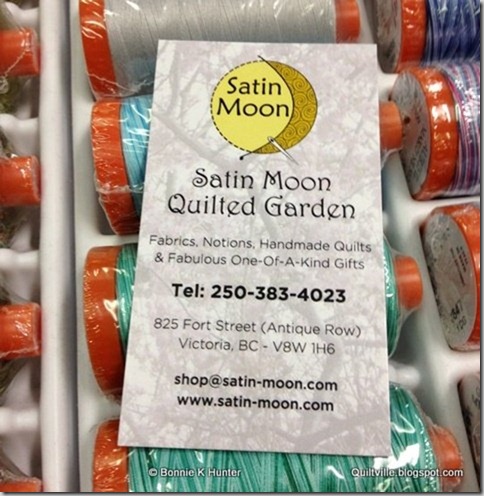 Satin
Moon
Satin Moon
Quilted Garden
Fabrics, Notions, Handmade Quilts
& Fabulous One-Of-A-Kind Gifts
Tel: 250-383-4023
825 Fort Street (Antique Row)
Victoria, BC - V8W 1H6
shop@satin-moon.com
www.satin-moon.com
© Bonnie K Hunter
Quiltville.blogspot.com